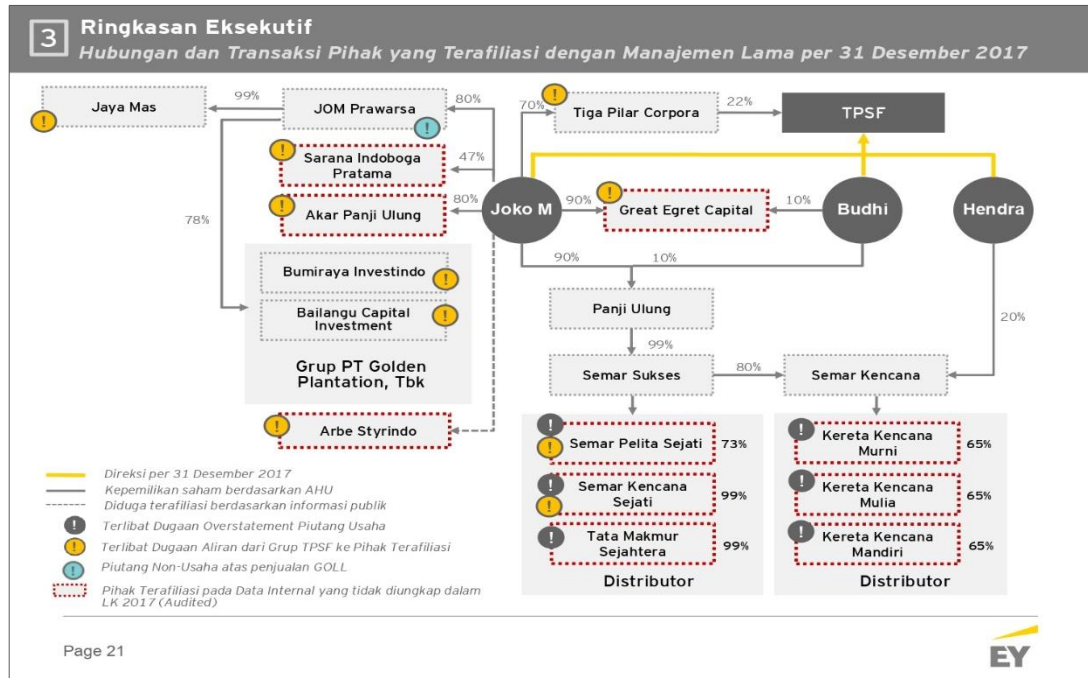 3
Ringkasan Eksekutif
Hubungan dan Transaksi Pihak yang Terafiliasi dengan Manajemen Lama per 31 Desember 2017
Jaya Mas
!
99%
JOM Prawarsa
!
80%
70%
!
Tiga Pilar Corpora
22%
TPSF
!
Sarana Indoboga
Pratama
47%
!
Akar Panji Ulung
80%
Joko M
90%
!
Great Egret Capital
10%
Budhi
Hendra
78%
Bumiraya Investindo
!
Bailangu Capital
Investment
!
Grup PT Golden
Plantation, Tbk
!
Arbe Styrindo
90%
10%
Panji Ulung
99%
20%
Semar Sukses
80%
Semar Kencana
!
!
Semar Pelita Sejati
73%
!
!
Semar Kencana
Sejati
99%
!
Tata Makmur
Sejahtera
99%
Distributor
!
Kereta Kencana
Murni
65%
!
Kereta Kencana
Mulia
65%
!
Kereta Kencana
Mandiri
65%
Distributor
Direksi per 31 Desember 2017
Kepemilikan saham berdasarkan AHU
Diduga terafiliasi berdasarkan informasi publik
! Terlibat Dugaan Overstatement Piutang Usaha
! Terlibat Dugaan Aliran dari Grup TPSF ke Pihak Terafiliasi
! Piutang Non-Usaha atas penjualan GOLL
Pihak Terafiliasi pada Data Internal yang tidak diungkap dalam
LK 2017 (Audited)
Page 21
EY